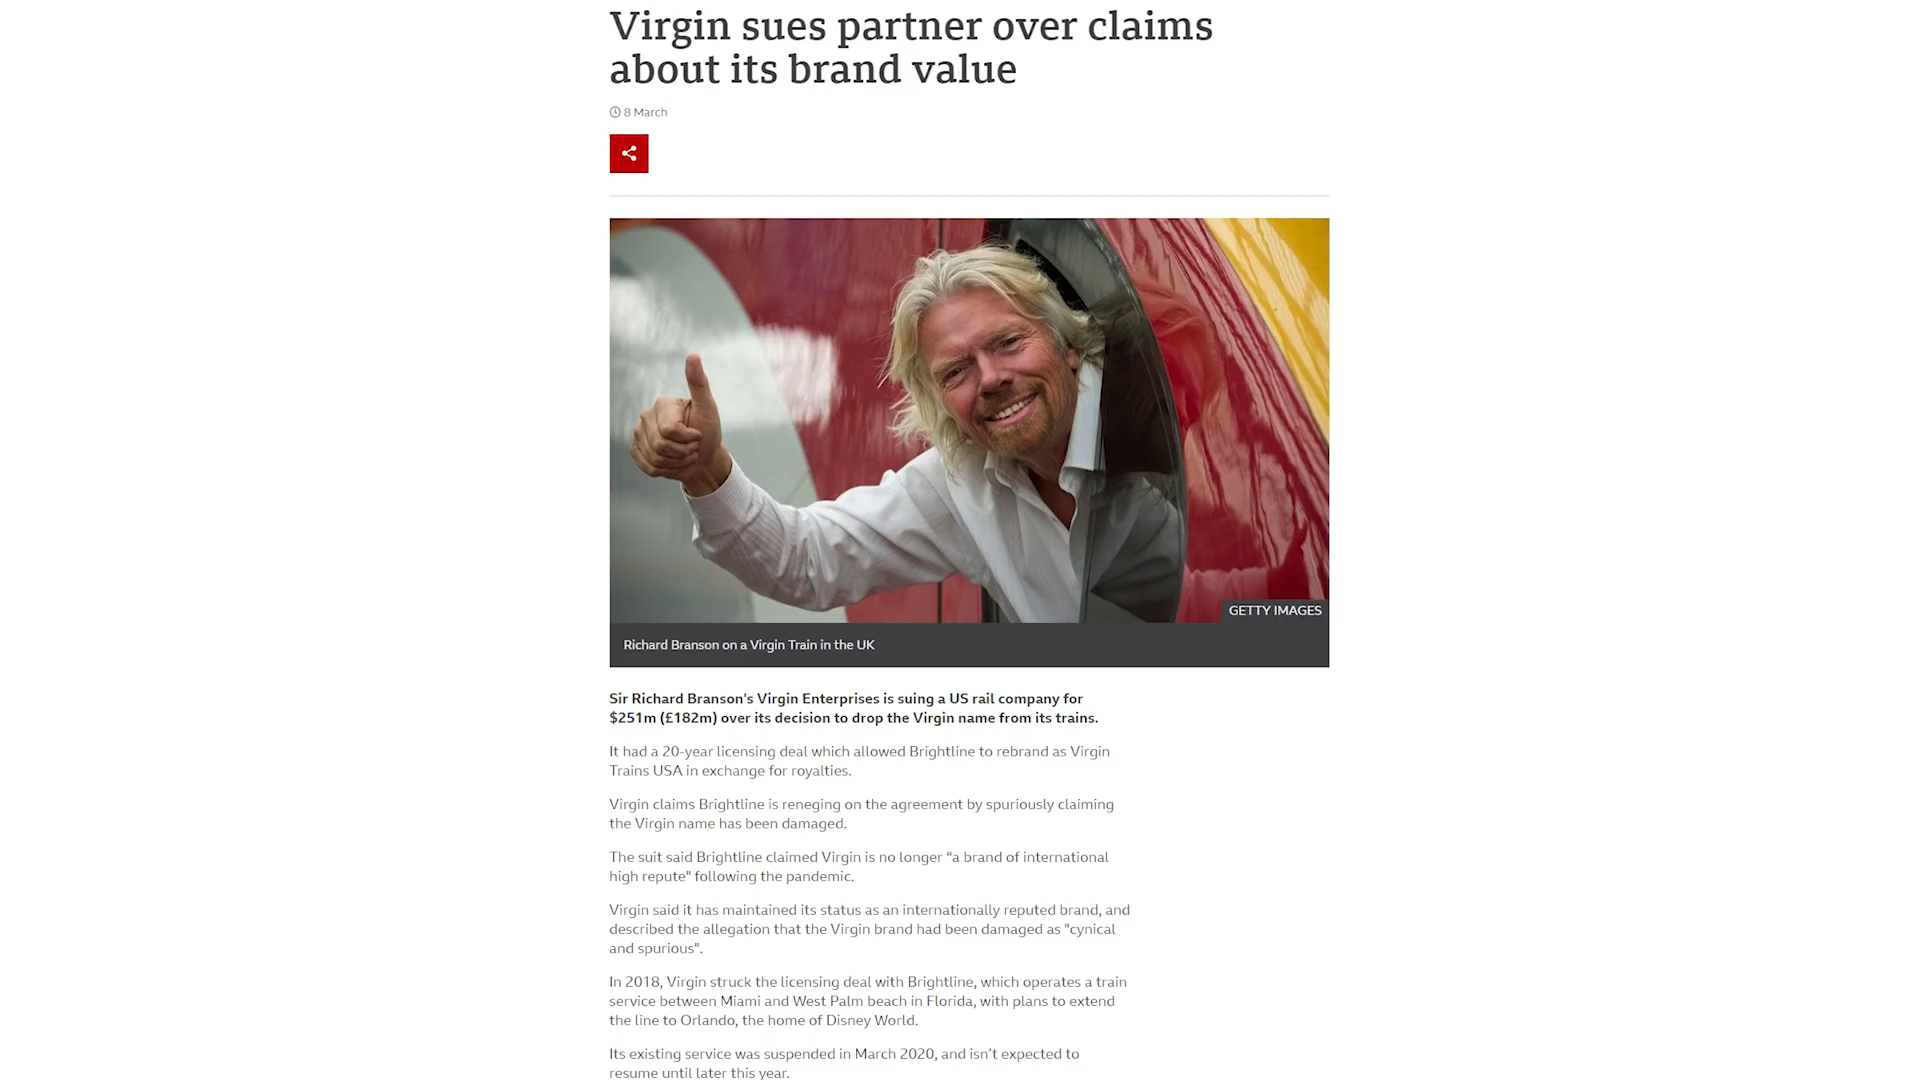 Virgin sues partner over claims
about its brand value
8 March
GETTY IMAGES
Richard Branson on a Virgin Train in the UK
Sir Richard Branson's Virgin Enterprises is suing a US rail company for
$251m (£182m) over its decision to drop the Virgin name from its trains.
It had a 20-year licensing deal which allowed Brightline to rebrand as Virgin
Trains USA in exchange for royalties.
Virgin claims Brightline is reneging on the agreement by spuriously claiming
the Virgin name has been damaged.
The suit said Brightline claimed Virgin is no longer “a brand of international
high repute" following the pandemic.
Virgin said it has maintained its status as an internationally reputed brand, and
described the allegation that the Virgin brand had been damaged as "cynical
and spurious".
In 2018, Virgin struck the licensing deal with Brightline, which operates a train
service between Miami and West Palm beach in Florida, with plans to extend
the line to Orlando, the home of Disney World.
Its existing service was suspended in March 2020, and isn’t expected to
resume until later this year.